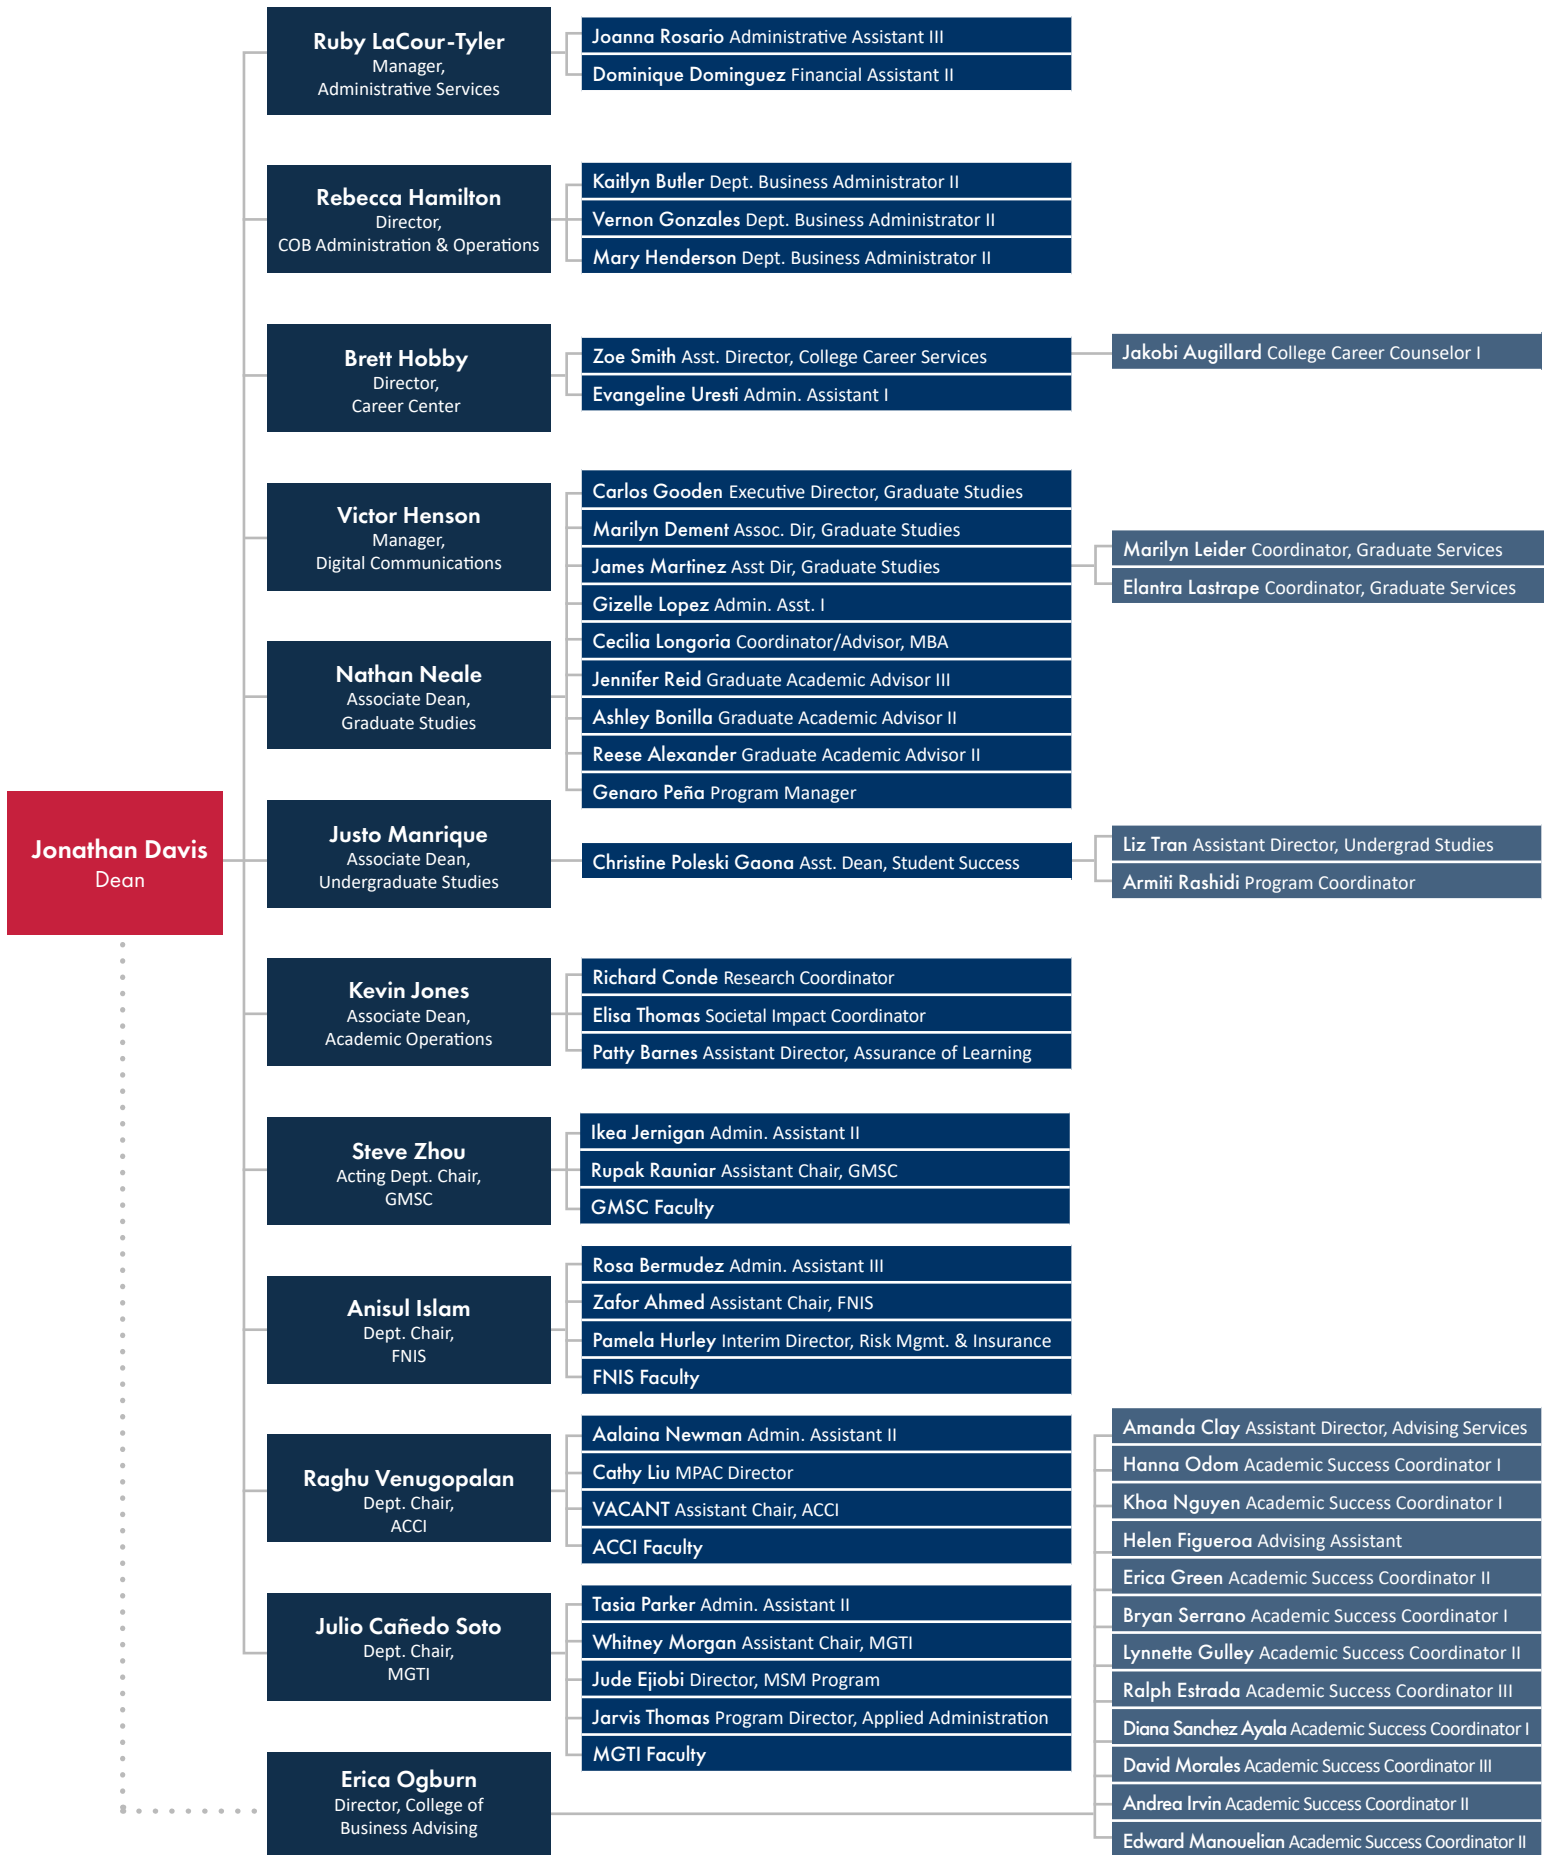 Ruby LaCour-Tyler
Manager,
Administrative Services
Joanna Rosario Administrative Assistant III
Dominique Dominguez Financial Assistant II
Rebecca Hamilton
Director,
COB Administration & Operations
Kaitlyn Butler Dept. Business Administrator II
Vernon Gonzales Dept. Business Administrator II
Mary Henderson Dept. Business Administrator II
Brett Hobby
Director,
Career Center
Zoe Smith Asst. Director, College Career Services
Evangeline Uresti Admin. Assistant I
Jakobi Augillard College Career Counselor I
Victor Henson
Manager,
Digital Communications
Nathan Neale
Associate Dean,
Graduate Studies
Carlos Gooden Executive Director, Graduate Studies
Marilyn Dement Assoc. Dir, Graduate Studies
James Martinez Asst Dir, Graduate Studies
Gizelle Lopez Admin. Asst. I
Cecilia Longoria Coordinator/Advisor, MBA
Jennifer Reid Graduate Academic Advisor III
Ashley Bonilla Graduate Academic Advisor II
Reese Alexander Graduate Academic Advisor II
Genaro Peña Program Manager
Marilyn Leider Coordinator, Graduate Services
Elantra Lastrape Coordinator, Graduate Services
Jonathan Davis
Dean
Justo Manrique
Associate Dean,
Undergraduate Studies
Christine Poleski Gaona Asst. Dean, Student Success
Liz Tran Assistant Director, Undergrad Studies
Armiti Rashidi Program Coordinator
Kevin Jones
Associate Dean,
Academic Operations
Richard Conde Research Coordinator
Elisa Thomas Societal Impact Coordinator
Patty Barnes Assistant Director, Assurance of Learning
Steve Zhou
Acting Dept. Chair,
GMSC
Ikea Jernigan Admin. Assistant II
Rupak Rauniar Assistant Chair, GMSC
GMSC Faculty
Anisul Islam
Dept. Chair,
FNIS
Rosa Bermudez Admin. Assistant III
Zafor Ahmed Assistant Chair, FNIS
Pamela Hurley Interim Director, Risk Mgmt. & Insurance
FNIS Faculty
Raghu Venugopalan
Dept. Chair,
ACCI
Aalaina Newman Admin. Assistant II
Cathy Liu MPAC Director
VACANT Assistant Chair, ACCI
ACCI Faculty
Julio Cañedo Soto
Dept. Chair,
MGTI
Tasia Parker Admin. Assistant II
Whitney Morgan Assistant Chair, MGTI
Jude Ejiobi Director, MSM Program
Jarvis Thomas Program Director, Applied Administration
MGTI Faculty
Erica Ogburn
Director, College of
Business Advising
Amanda Clay Assistant Director, Advising Services
Hanna Odom Academic Success Coordinator I
Khoa Nguyen Academic Success Coordinator I
Helen Figueroa Advising Assistant
Erica Green Academic Success Coordinator II
Bryan Serrano Academic Success Coordinator I
Lynnette Gulley Academic Success Coordinator II
Ralph Estrada Academic Success Coordinator III
Diana Sanchez Ayala Academic Success Coordinator I
David Morales Academic Success Coordinator III
Andrea Irvin Academic Success Coordinator II
Edward Manouelian Academic Success Coordinator II